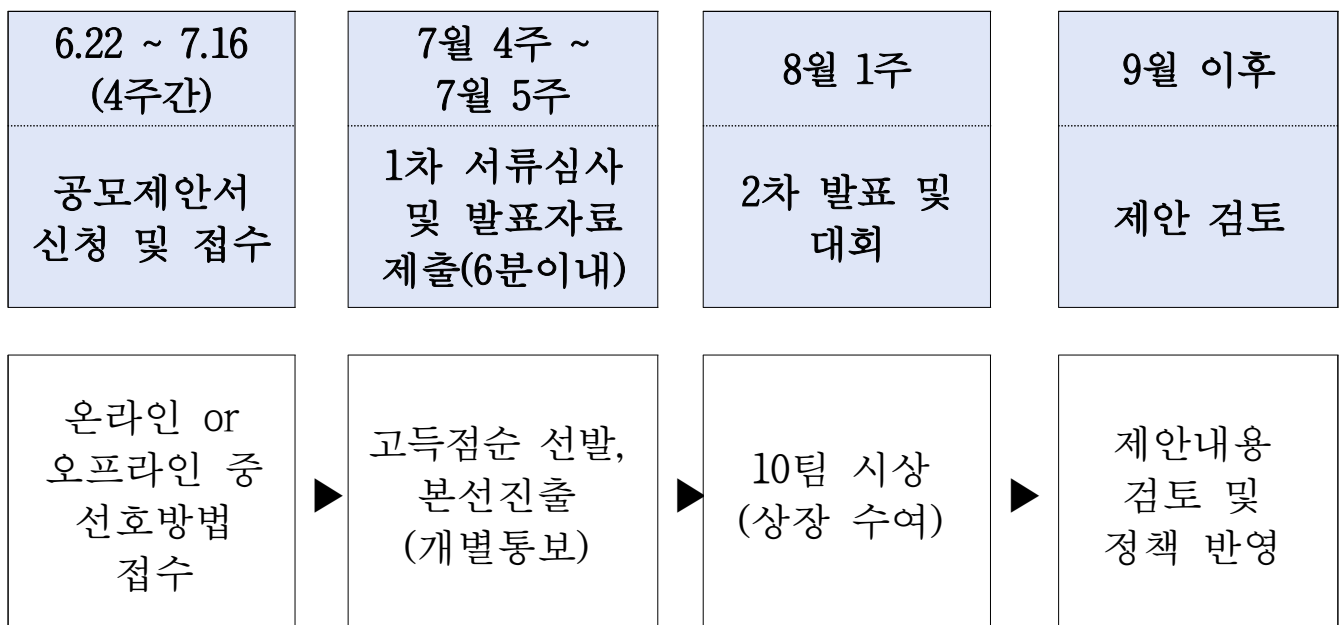 6.22 ~ 7.16
(4주간)
공모제안서
신청 및 접수
7월 4주 ~
7월 5주
1차 서류심사
및 발표자료
제출(6분이내)
8월 1주
2차 발표 및
대회
9월 이후
제안 검토
온라인 or
오프라인 중
선호방법
접수
▶
고득점순 선발,
본선진출
(개별통보)
▶
10팀 시상
(상장 수여)
▶
제안내용
검토 및
정책 반영